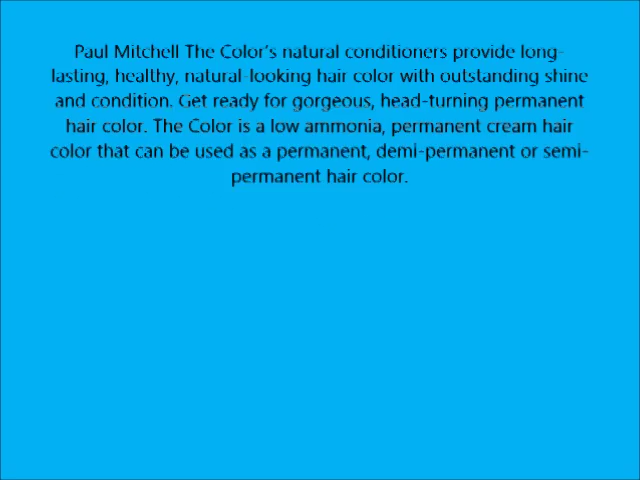 Paul Mitchell The Color's natural conditioners provide long-
lasting, healthy, natural-looking hair color with outstanding shine
and condition. Get ready for gorgeous, head-turning permanent
hair color. The Color is a low ammonia, permanent cream hair
color that can be used as a permanent, demi-permanent or semi-
permanent hair color.